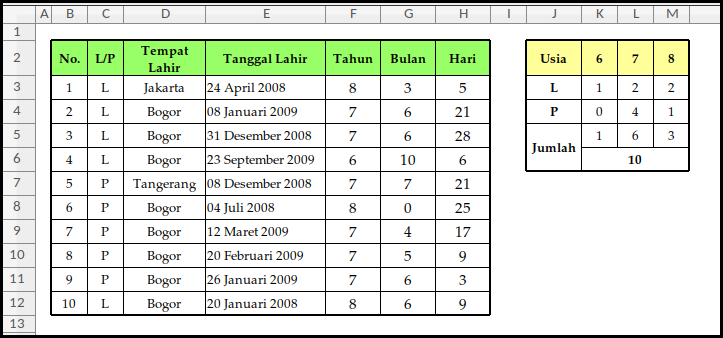 A B C D E F G H I J K L M
1
2 No. L/P Tempat Lahir Tanggal Lahir Tahun Bulan Hari Usia 6 7 8
3 1 L Jakarta 24 April 2008 8 3 5 L 1 2 2
4 2 L Bogor 08 Januari 2009 7 6 21 P 0 4 1
5 3 L Bogor 31 Desember 2008 7 6 28 Jumlah 1 6 3
6 4 L Bogor 23 September 2009 6 10 6 10
7 5 P Tangerang 08 Desember 2008 7 7 21
8 6 P Bogor 04 Juli 2008 8 0 25
9 7 P Bogor 12 Maret 2009 7 4 17
10 8 P Bogor 20 Februari 2009 7 5 9
11 9 P Bogor 26 Januari 2009 7 6 3
12 10 L Bogor 20 Januari 2008 8 6 9
13